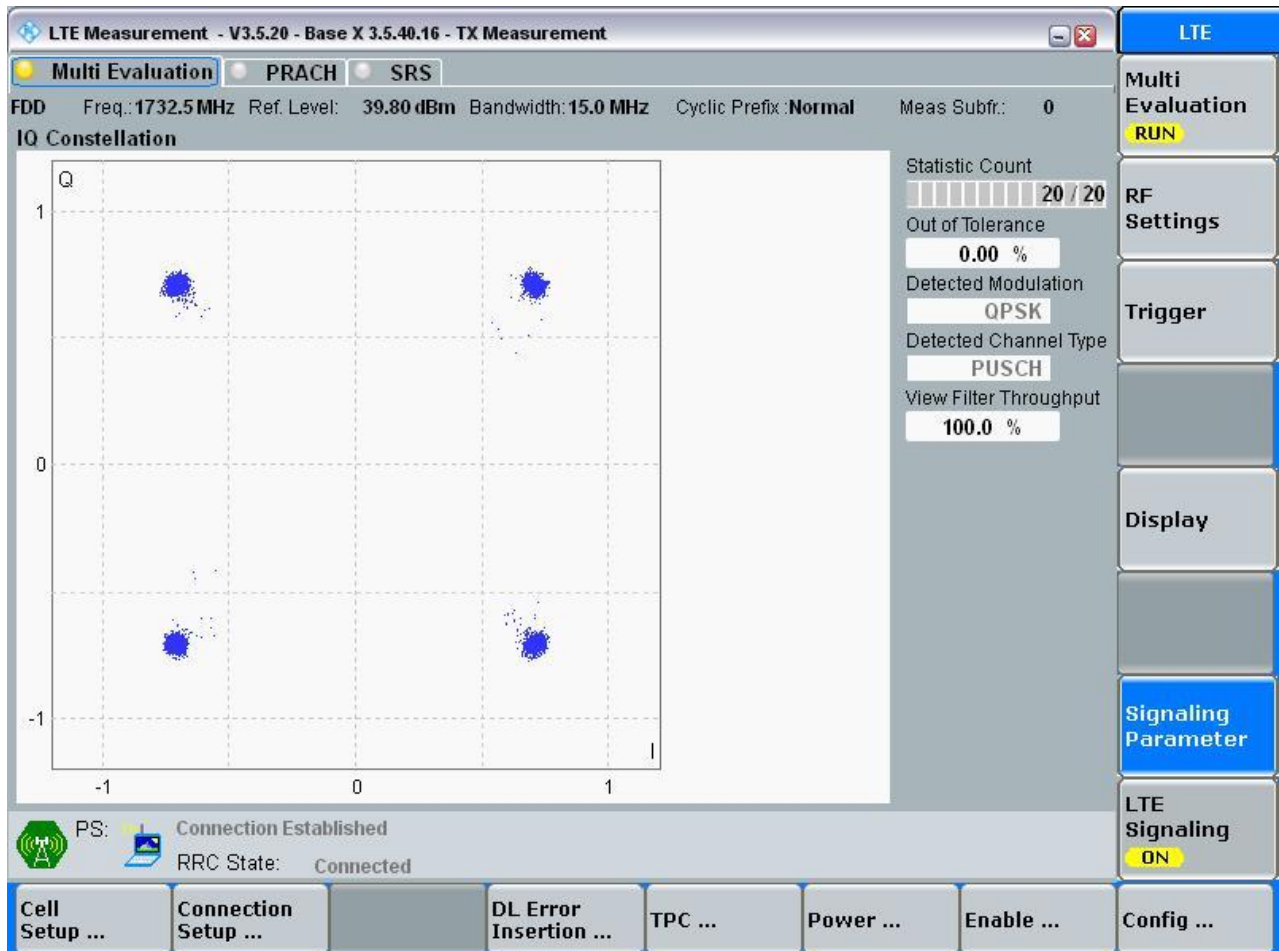 LTE Measurement - V3.5.20 - Base X 3.5.40.16 - TX Measurement
LTE
Multi Evaluation PRACH SRS
FDD Freq.: 1732.5 MHz Ref. Level: 39.80 dBm Bandwidth: 15.0 MHz Cyclic Prefix : Normal Meas Subfr.: 0
IQ Constellation
Q
1
0
-1
I
-1 0 1
Statistic Count
20 / 20
Out of Tolerance
0.00 %
Detected Modulation
QPSK
Detected Channel Type
PUSCH
View Filter Throughput
100.0 %
Multi
Evaluation
RUN
RF
Settings
Trigger
Display
Signaling
Parameter
LTE
Signaling
ON
PS: Connection Established
RRC State: Connected
Cell
Setup ...
Connection
Setup ...
DL Error
Insertion ...
TPC ...
Power ...
Enable ...
Config ...